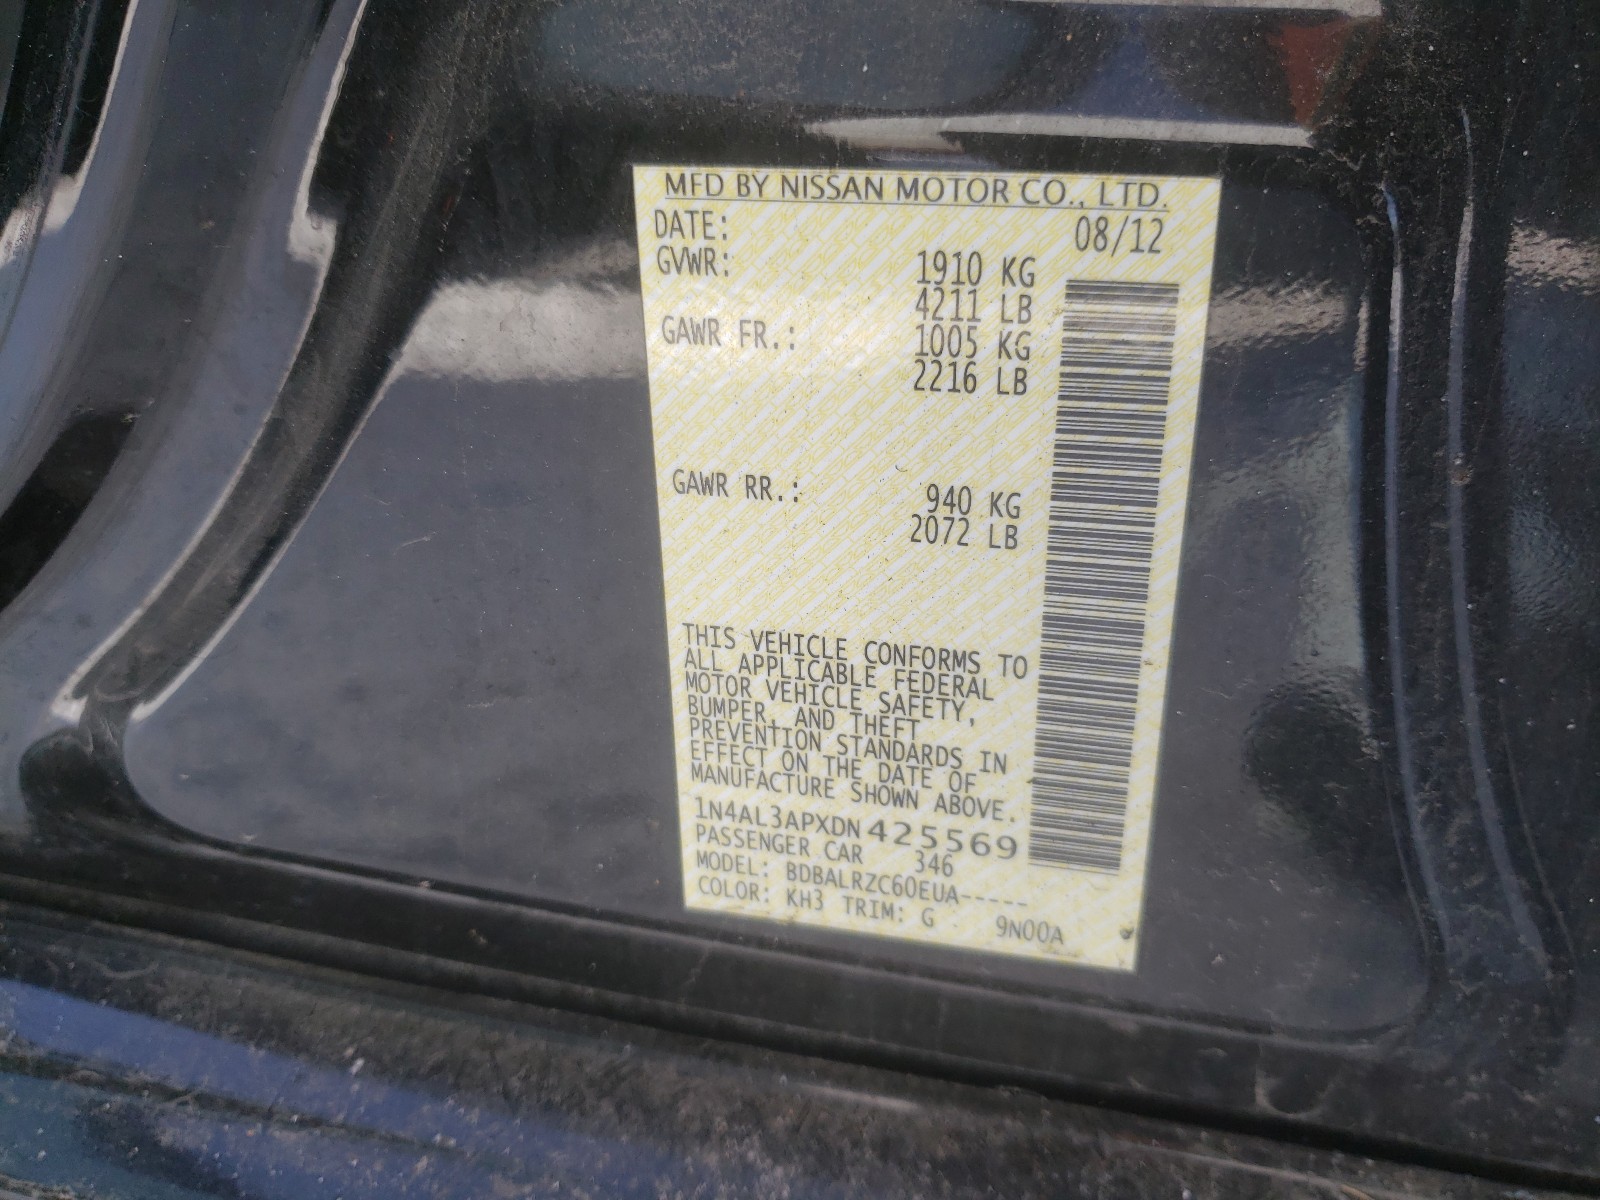 MFD BY NISSAN MOTOR CO., LTD.
DATE: 08/12
GVWR: 1910 KG
4211 LB
GAWR FR.: 1005 KG
2216 LB
GAWR RR.: 940 KG
2072 LB
THIS VEHICLE CONFORMS TO
ALL APPLICABLE FEDERAL
MOTOR VEHICLE SAFETY,
BUMPER, AND THEFT
PREVENTION STANDARDS IN
EFFECT ON THE DATE OF
MANUFACTURE SHOWN ABOVE.
1N4AL3APXDN425569
PASSENGER CAR 346
MODEL: BDBALRZC60EUA-----
COLOR: KH3 TRIM: G 9N00A